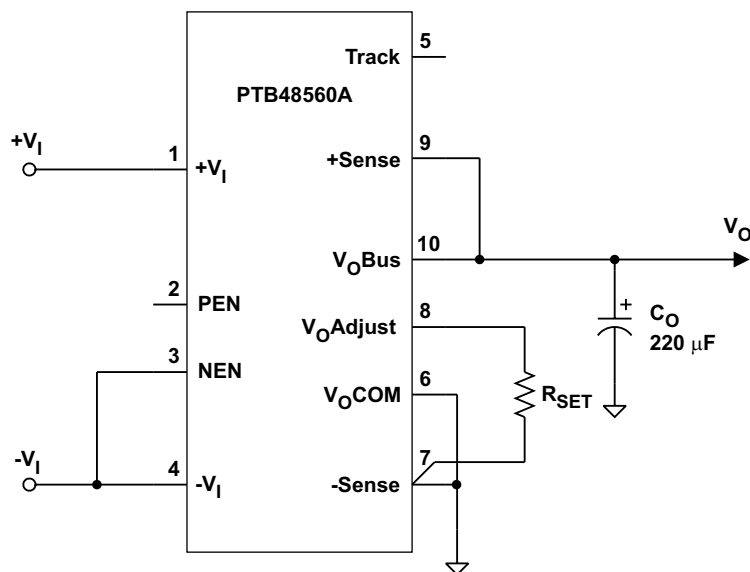 Track
5
PTB48560A
+VI
1
+VI
9
+Sense
10
VOBus
VO
2
PEN
8
VOAdjust
+
CO
220 μF
3
NEN
6
VOCOM
RSET
-VI
4
-VI
7
-Sense